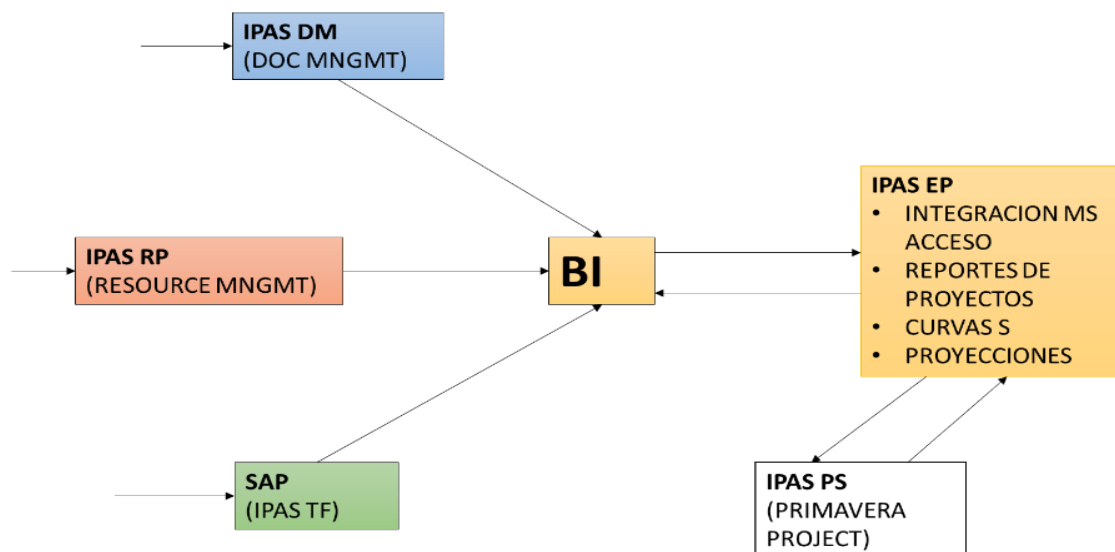 IPAS DM
(DOC MNGMT)
IPAS RP
(RESOURCE MNGMT)
BI
IPAS EP
• INTEGRACION MS
ACCESO
• REPORTES DE
PROYECTOS
• CURVAS S
• PROYECCIONES
SAP
(IPAS TF)
IPAS PS
(PRIMAVERA
PROJECT)